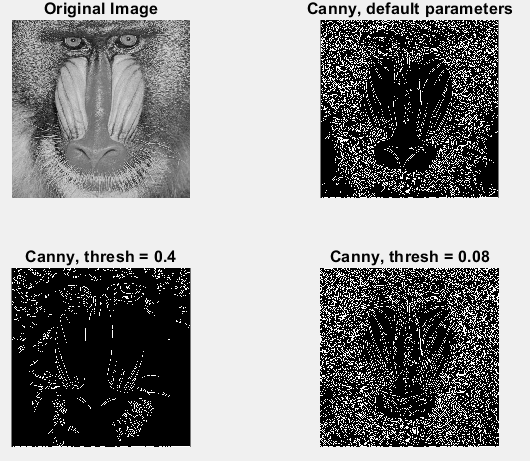 Original Image
Canny, default parameters
Canny, thresh = 0.4
Canny, thresh = 0.08